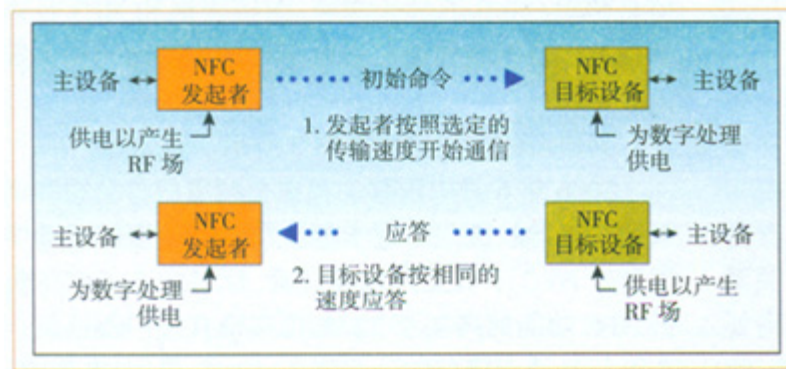 主设备
NFC
发起者
初始命令
NFC
目标设备
主设备
供电以产生
RF 场
1. 发起者按照选定的
传输速度开始通信
为数字处理
供电
主设备
NFC
发起者
应答
NFC
目标设备
主设备
为数字处理
供电
2. 目标设备按相同的
速度应答
供电以产生
RF 场